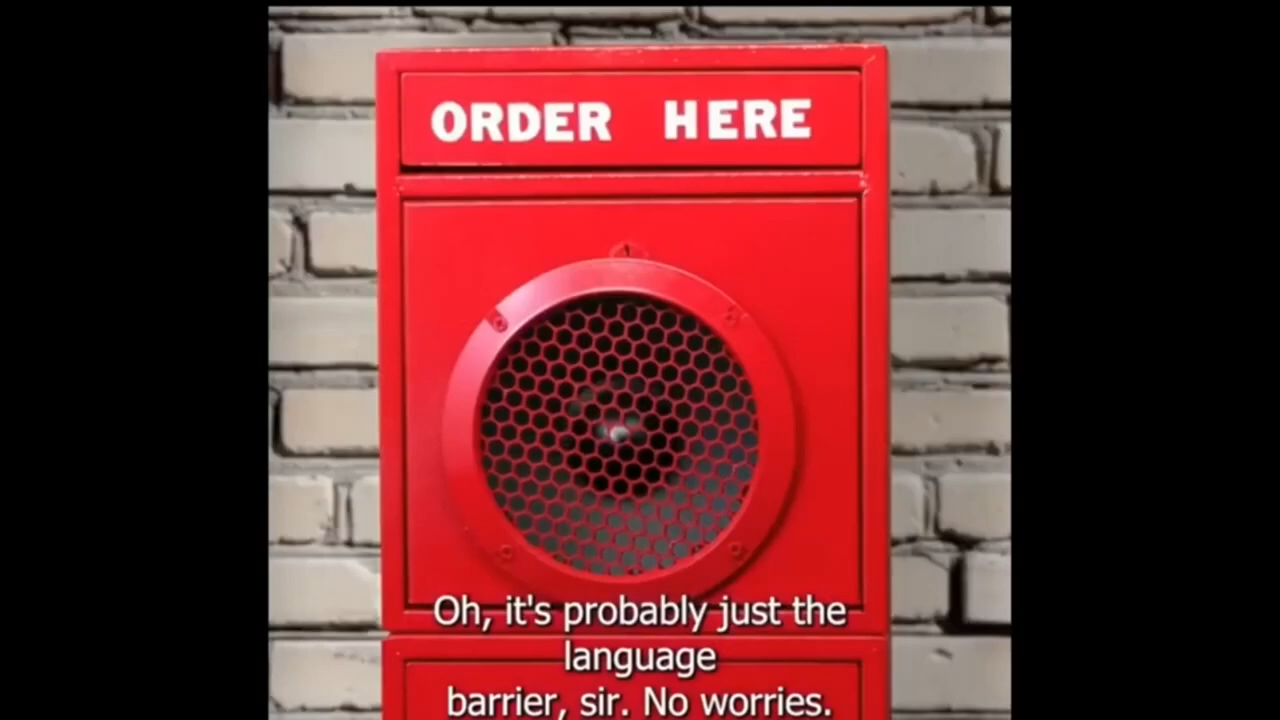 ORDER HERE
Oh, it's probably just the
language
barrier, sir. No worries.